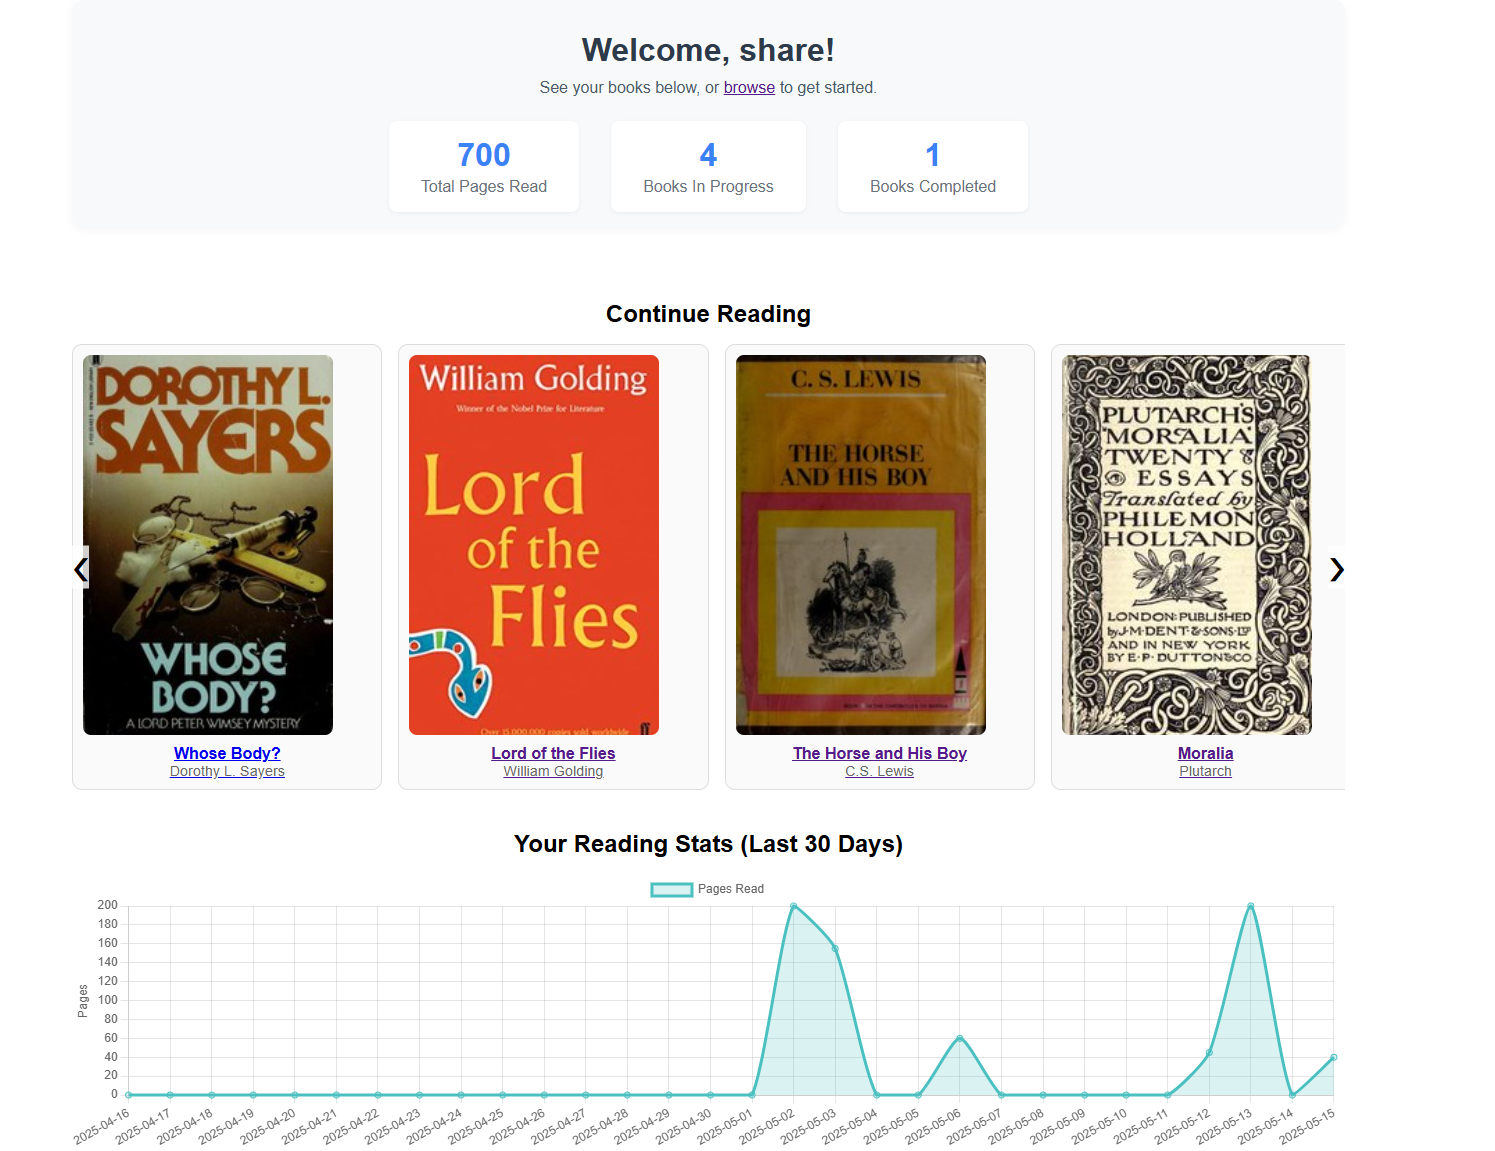 Welcome, share!
See your books below, or browse to get started.
700
Total Pages Read
4
Books In Progress
1
Books Completed
Continue Reading
DOROTHY L.
SAYERS
WHOSE
BODY?
A LORD PETER WIMSEY MYSTERY
Whose Body?
Dorothy L. Sayers
William Golding
Winner of the Nobel Prize for Literature
Lord
of the
Flies
Over 15 000 000 copies sold worldwide
ff
Lord of the Flies
William Golding
C. S. LEWIS
THE HORSE
AND HIS BOY
The Horse and His Boy
C.S. Lewis
PLUTARCH'S
MORALIA
TWENTY
ESSAYS
Translated by
PHILEMON
HOLLAND
LONDON: PUBLISHED
by J·M·DENT·&·SONS·Lᵀᴰ
AND IN NEW YORK
BY E·P·DUTTON&CO
Moralia
Plutarch
❮
❯
Your Reading Stats (Last 30 Days)
Pages Read
Pages
200
180
160
140
120
100
80
60
40
20
0
2025-04-16
2025-04-17
2025-04-18
2025-04-19
2025-04-20
2025-04-21
2025-04-22
2025-04-23
2025-04-24
2025-04-25
2025-04-26
2025-04-27
2025-04-28
2025-04-29
2025-04-30
2025-05-01
2025-05-02
2025-05-03
2025-05-04
2025-05-05
2025-05-06
2025-05-07
2025-05-08
2025-05-09
2025-05-10
2025-05-11
2025-05-12
2025-05-13
2025-05-14
2025-05-15